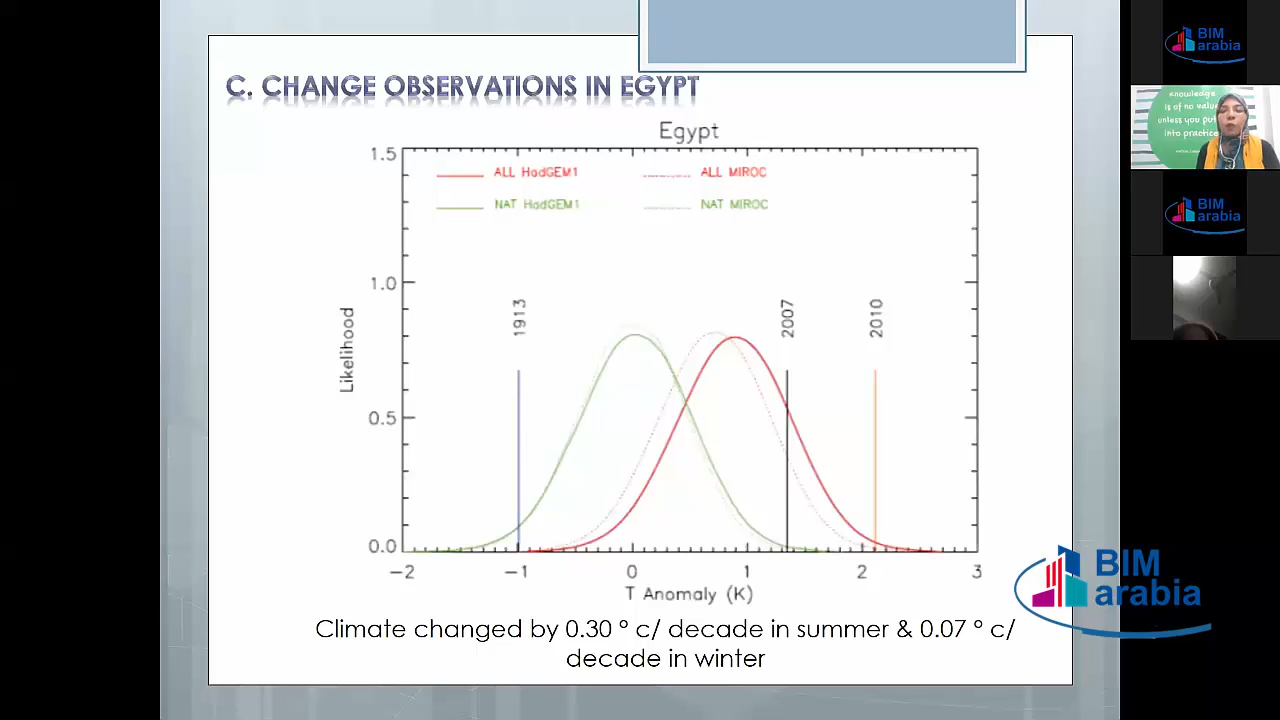 C. CHANGE OBSERVATIONS IN EGYPT
Egypt
1.5
ALL HadGEM1
ALL MIROC
NAT HadGEM1
NAT MIROC
1.0
1913
2007
2010
Likelihood
0.5
0.0
−2
−1
0
1
2
3
T Anomaly (K)
Climate changed by 0.30 ° c/ decade in summer & 0.07 ° c/
decade in winter
BIM
arabia
BIM
arabia
knowledge
is of no value
unless you put
into practice
BIM
arabia